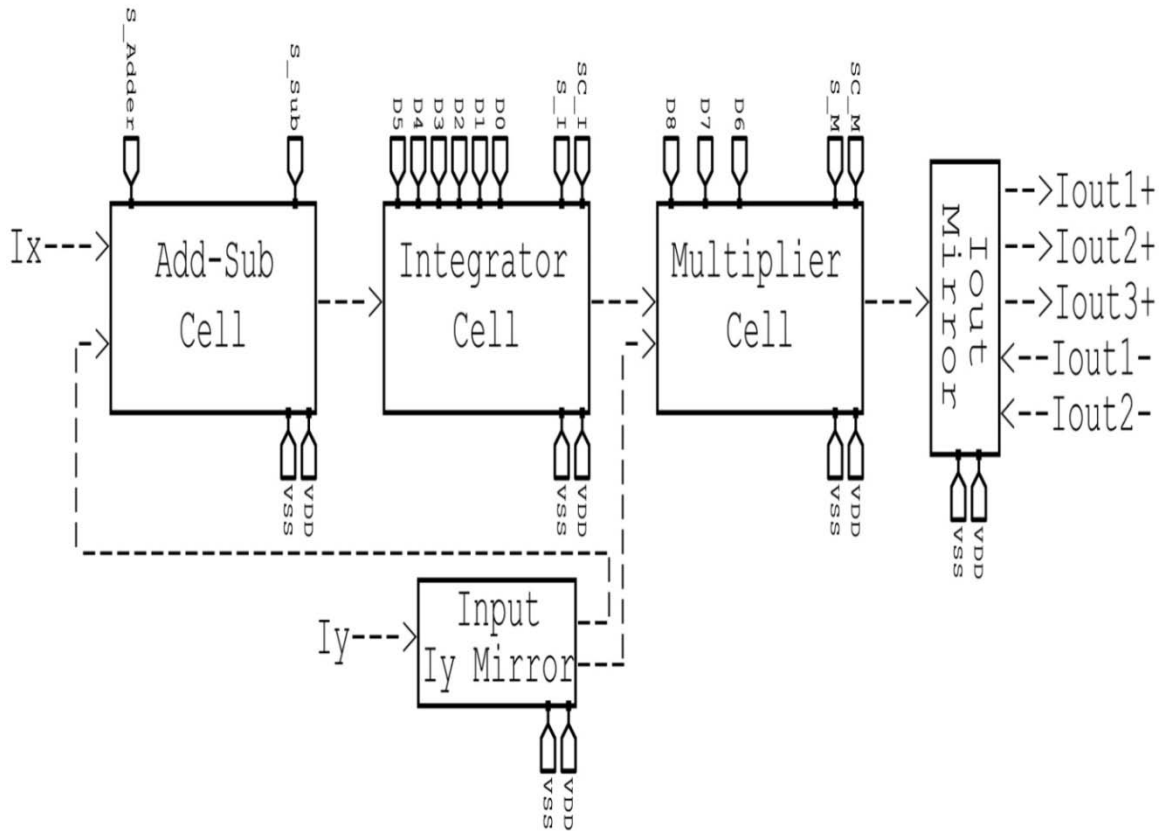 S_Adder
S_Sub
D5
D4
D3
D2
D1
D0
S_I
SC_I
D8
D7
D6
S_M
SC_M
Ix
Add-Sub
Cell
Integrator
Cell
Multiplier
Cell
Iout
Mirror
Iout1+
Iout2+
Iout3+
Iout1-
Iout2-
VSS
VDD
VSS
VDD
VSS
VDD
VSS
VDD
Iy
Input
Iy Mirror
VSS
VDD